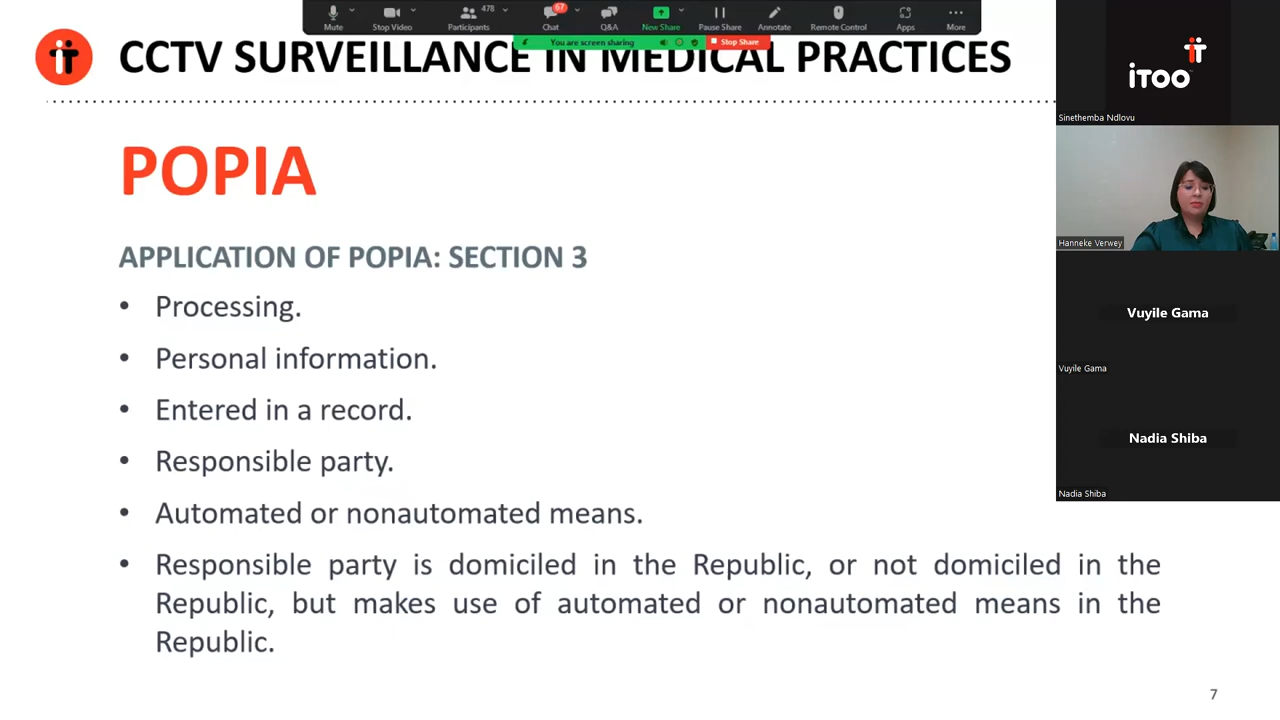 478
67
Mute
Stop Video
Participants
Chat
Q&A
New Share
Pause Share
Annotate
Remote Control
Apps
More
You are screen sharing
Stop Share
CCTV SURVEILLANCE IN MEDICAL PRACTICES
iTOO
Sinethemba Ndlovu
POPIA
Hanneke Verwey
APPLICATION OF POPIA: SECTION 3
• Processing.
• Personal information.
• Entered in a record.
• Responsible party.
• Automated or nonautomated means.
• Responsible party is domiciled in the Republic, or not domiciled in the
Republic, but makes use of automated or nonautomated means in the
Republic.
Vuyile Gama
Vuyile Gama
Nadia Shiba
Nadia Shiba
7